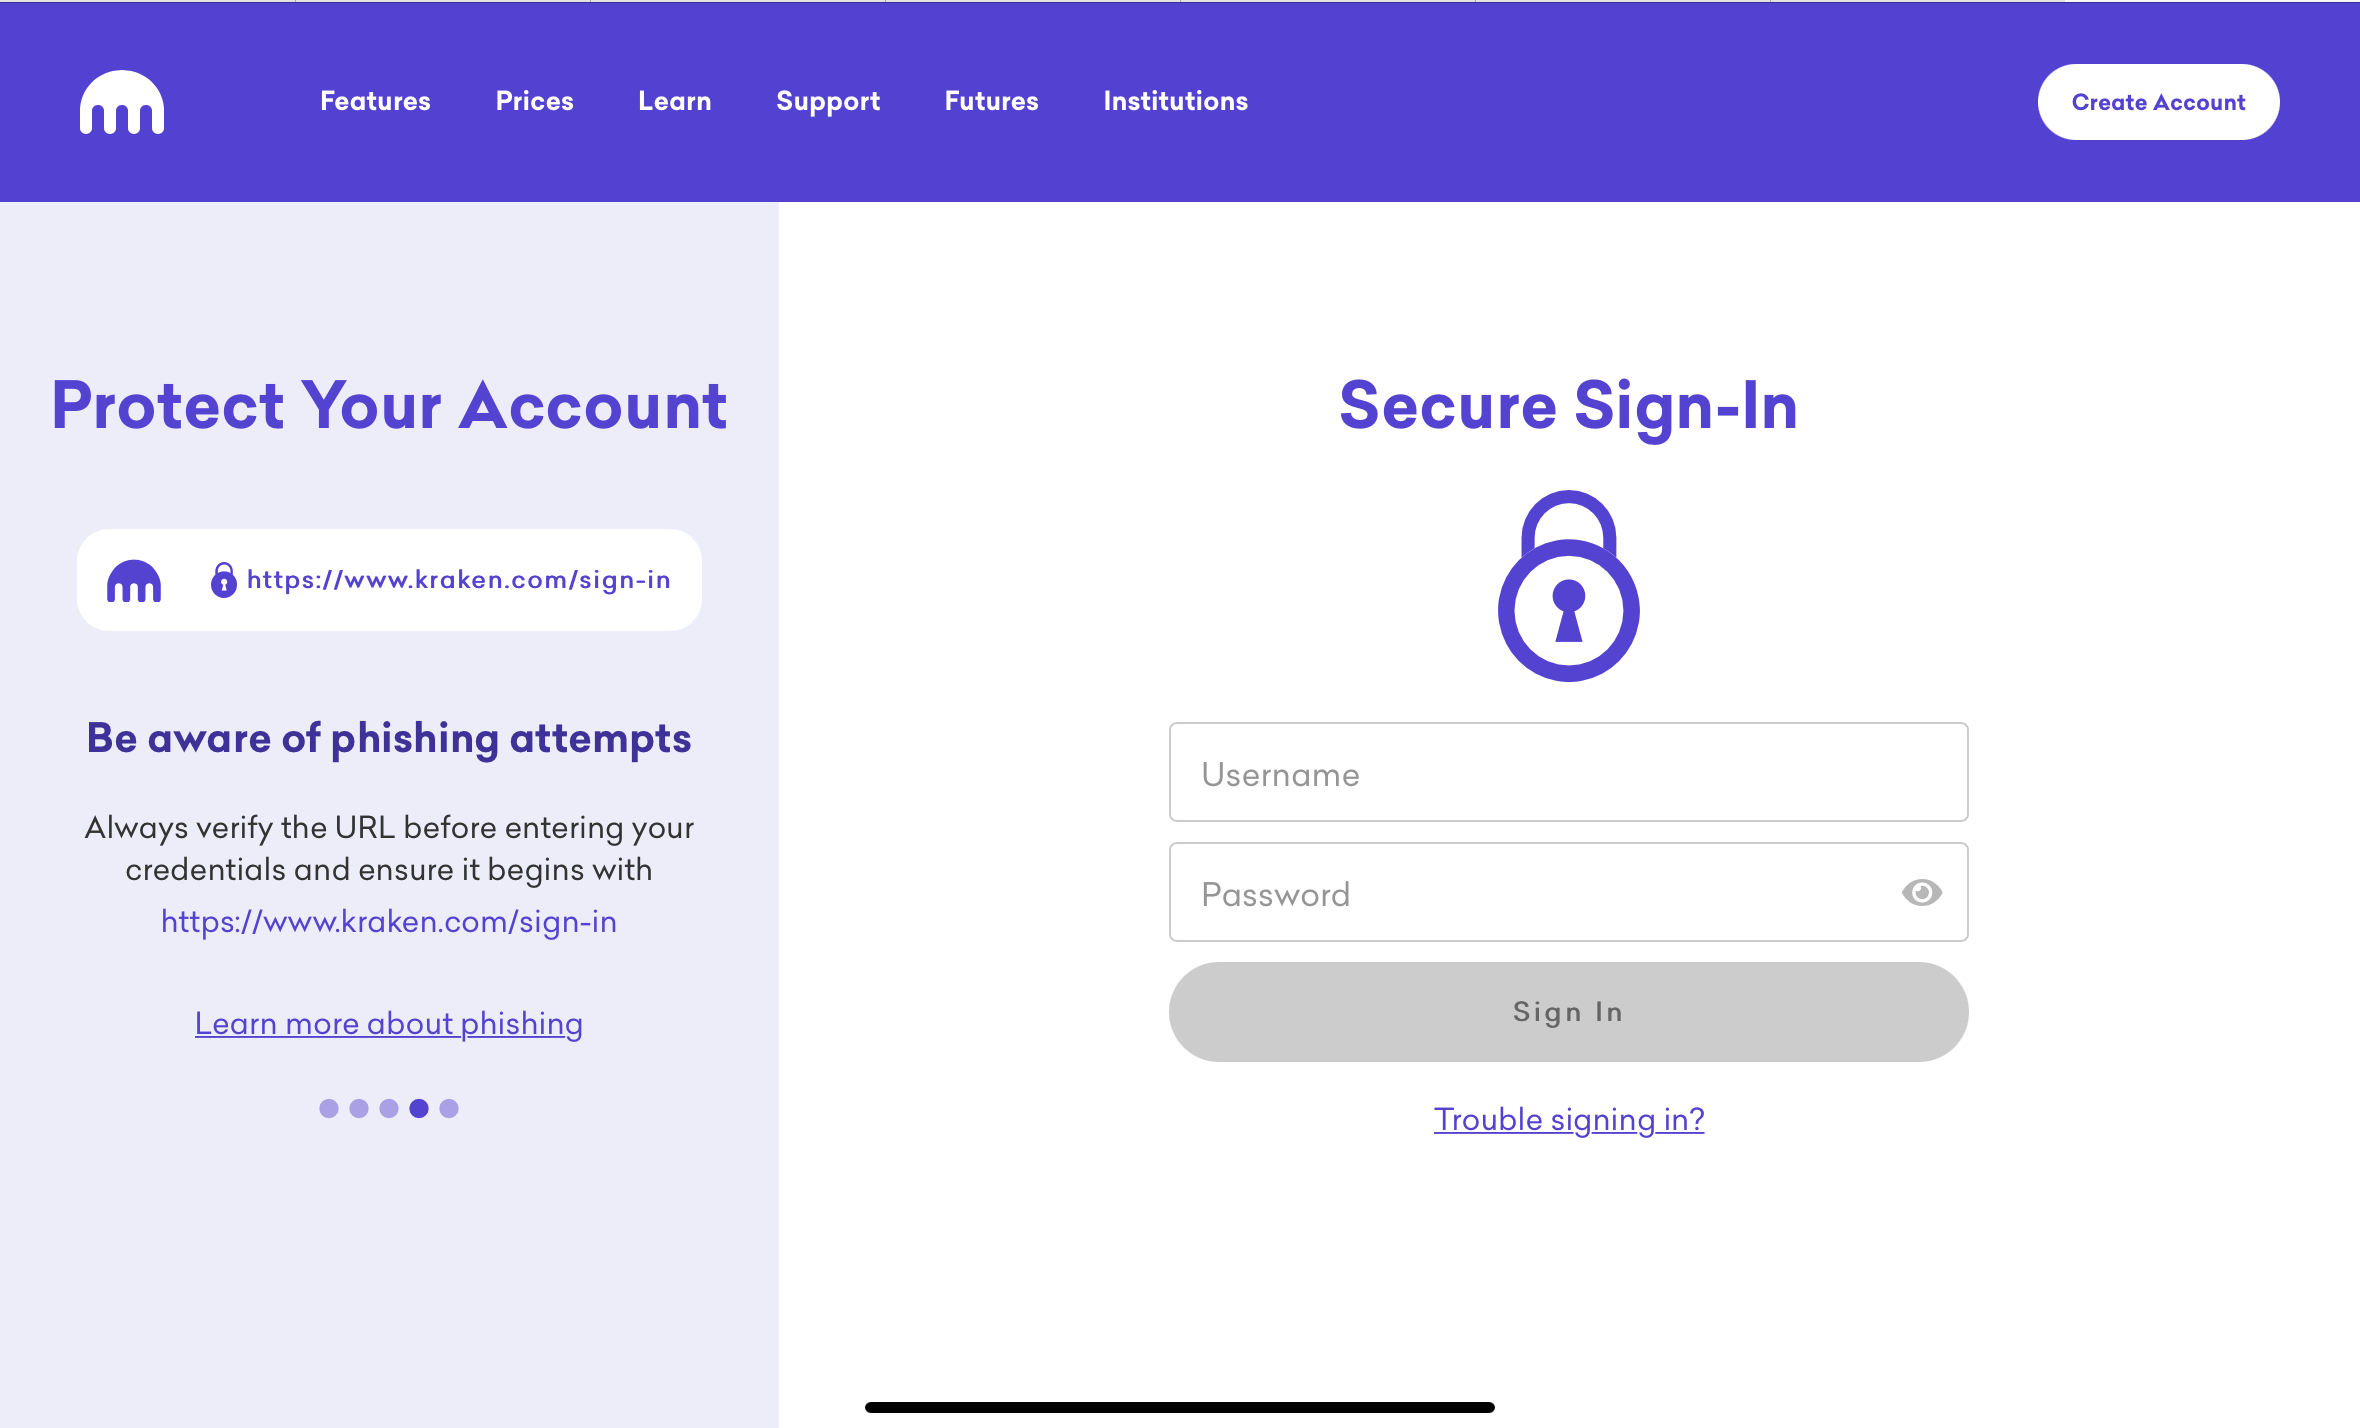 Features
Prices
Learn
Support
Futures
Institutions
Create Account
Protect Your Account
https://www.kraken.com/sign-in
Be aware of phishing attempts
Always verify the URL before entering your
credentials and ensure it begins with
https://www.kraken.com/sign-in
Learn more about phishing
Secure Sign-In
Username
Password
Sign In
Trouble signing in?